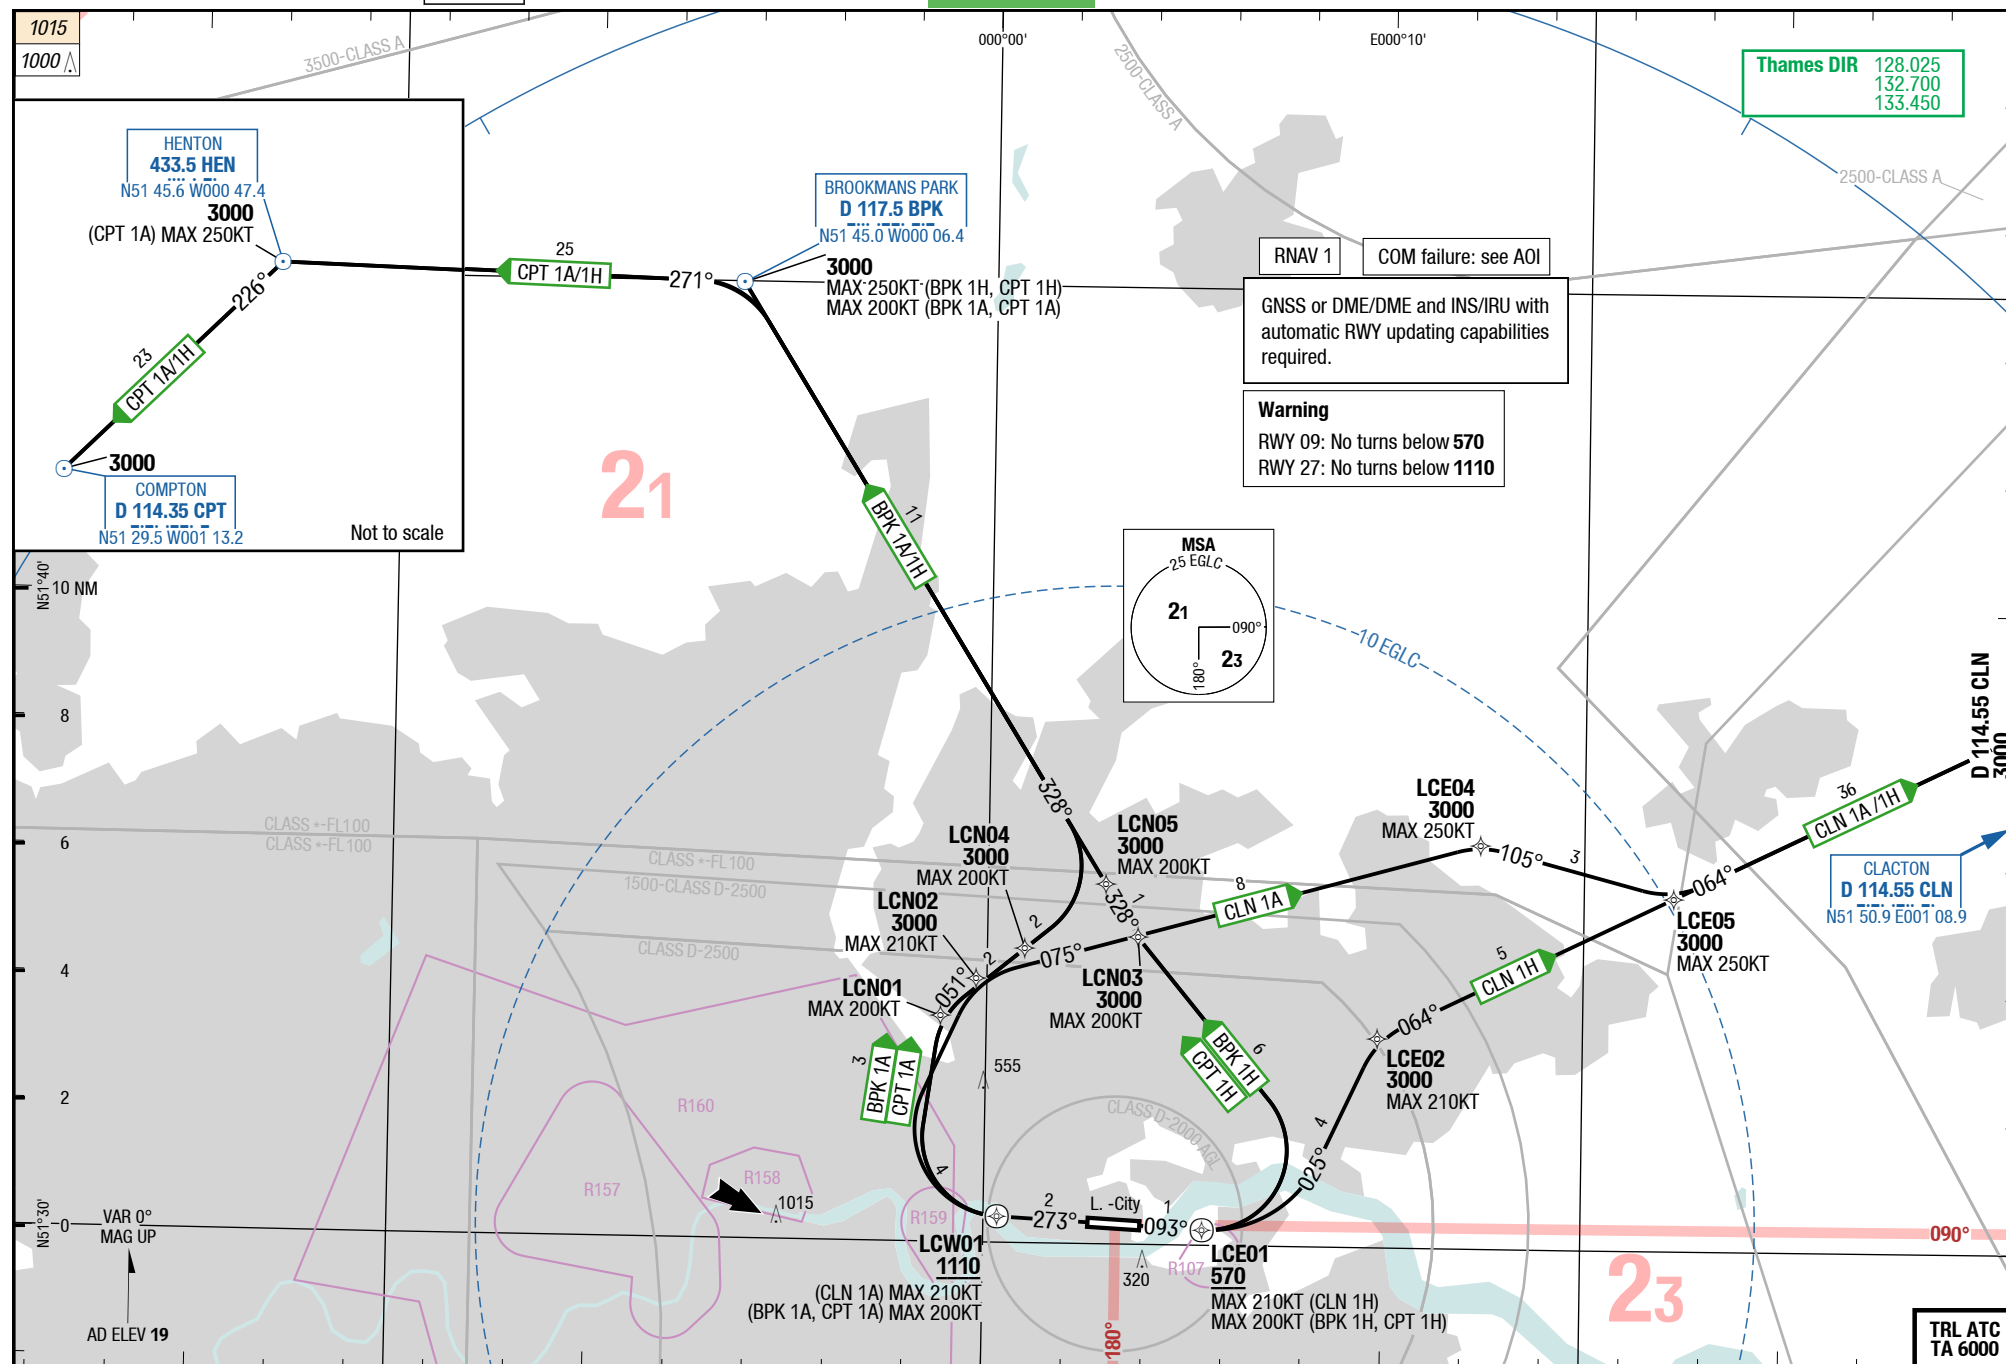 1015
1000
3500-CLASS A
000°00'
E000°10'
2500-CLASS A
Thames DIR 128.025
132.700
133.450
2500-CLASS A
HENTON
433.5 HEN
N51 45.6 W000 47.4
3000
(CPT 1A) MAX 250KT
25
CPT 1A/1H
271°
226°
23
CPT 1A/1H
3000
COMPTON
D 114.35 CPT
N51 29.5 W001 13.2
Not to scale
BROOKMANS PARK
D 117.5 BPK
N51 45.0 W000 06.4
3000
MAX 250KT (BPK 1H, CPT 1H)
MAX 200KT (BPK 1A, CPT 1A)
RNAV 1
COM failure: see AOI
GNSS or DME/DME and INS/IRU with
automatic RWY updating capabilities
required.
Warning
RWY 09: No turns below 570
RWY 27: No turns below 1110
21
11
BPK 1A/1H
MSA
25 EGLC
21
090°
23
180°
10 EGLC
N51°40'
10 NM
8
6
4
2
0
N51°30'
D 114.55 CLN
3000
36
CLN 1A /1H
CLACTON
D 114.55 CLN
N51 50.9 E001 08.9
328°
LCE04
3000
MAX 250KT
105°
3
064°
LCE05
3000
MAX 250KT
LCN05
3000
MAX 200KT
LCN04
3000
MAX 200KT
1
328°
8
CLN 1A
CLASS *-FL100
CLASS *-FL100
CLASS *-FL100
1500-CLASS D-2500
CLASS D-2500
LCN02
3000
MAX 210KT
2
2
075°
051°
LCN03
3000
MAX 200KT
LCN01
MAX 200KT
5
CLN 1H
064°
LCE02
3000
MAX 210KT
3
BPK 1A
CPT 1A
555
6
BPK 1H
CPT 1H
CLASS D-2000 AGL
4
025°
R160
R157
R158
1015
R159
4
2
273°
L. -City
1
093°
LCW01
1110
(CLN 1A) MAX 210KT
(BPK 1A, CPT 1A) MAX 200KT
320
R107
LCE01
570
MAX 210KT (CLN 1H)
MAX 200KT (BPK 1H, CPT 1H)
180°
090°
23
VAR 0°
MAG UP
AD ELEV 19
TRL ATC
TA 6000